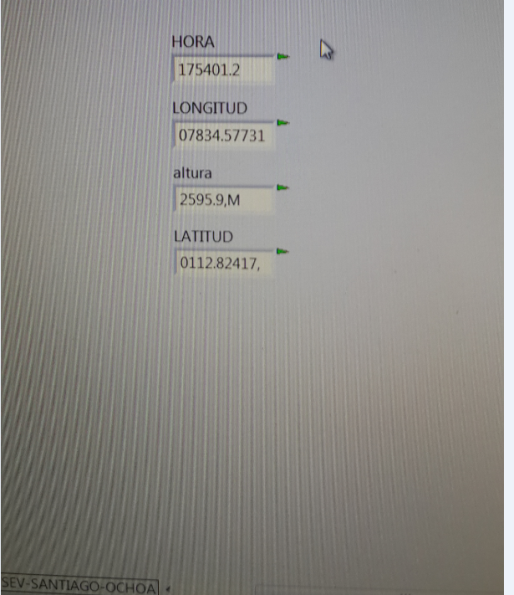 HORA
175401.2
LONGITUD
07834.57731
altura
2595.9,M
LATITUD
0112.82417,
SEV-SANTIAGO-OCHOA